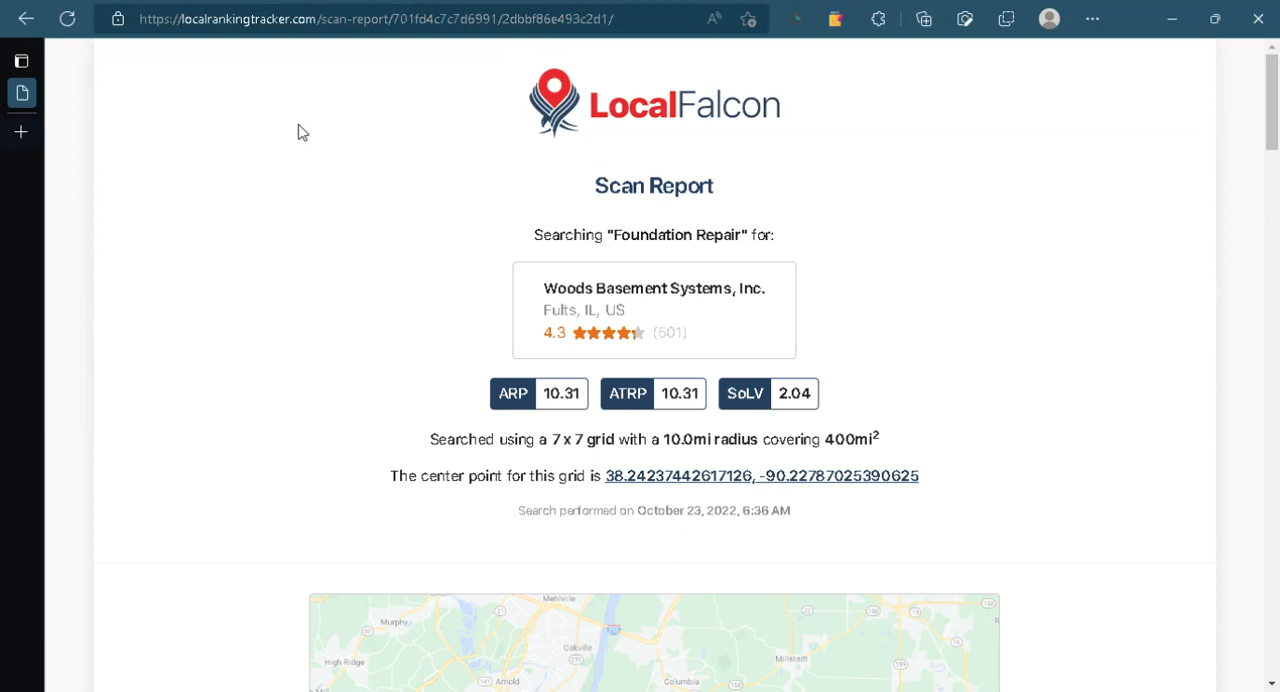 https://localrankingtracker.com/scan-report/701fd4c7c7d6991/2dbbf86e493c2d1/
LocalFalcon
Scan Report
Searching "Foundation Repair" for:
Woods Basement Systems, Inc.
Fults, IL, US
4.3 (501)
ARP 10.31 ATRP 10.31 SoLV 2.04
Searched using a 7 x 7 grid with a 10.0mi radius covering 400mi2
The center point for this grid is 38.24237442617126, -90.22787025390625
Search performed on October 23, 2022, 6:36 AM
Mehlville
Murphy
Oakville
High Ridge
Millstadt
Arnold
Columbia